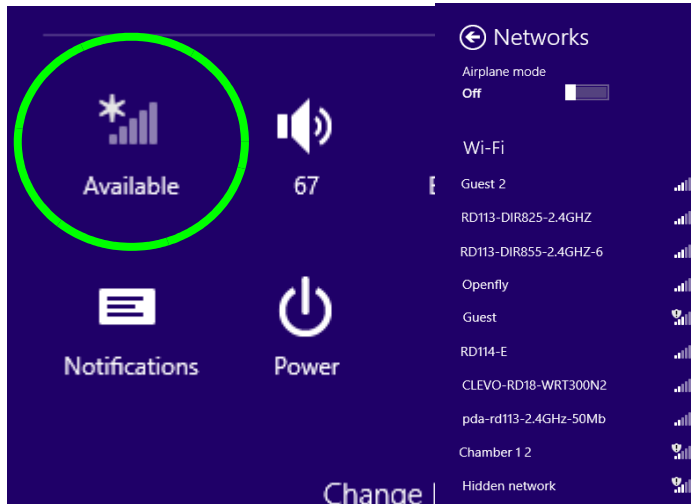 Available
67
Notifications
Power
Change
Networks
Airplane mode
Off
Wi-Fi
Guest 2
RD113-DIR825-2.4GHZ
RD113-DIR855-2.4GHZ-6
Openfly
Guest
RD114-E
CLEVO-RD18-WRT300N2
pda-rd113-2.4GHz-50Mb
Chamber 1 2
Hidden network